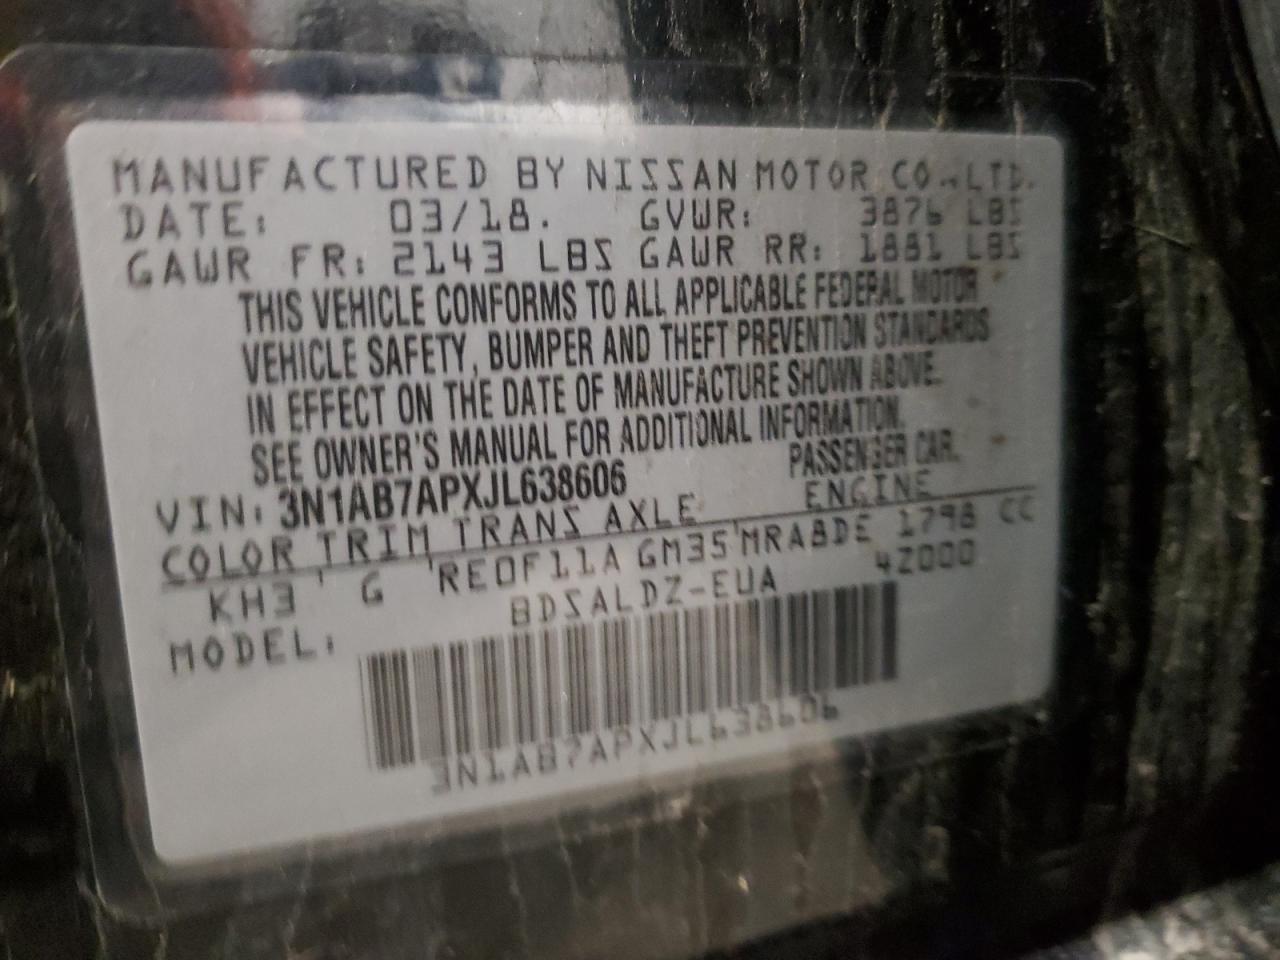 MANUFACTURED BY NISSAN MOTOR CO.,LTD.
DATE: 03/18. GVWR: 3876 LBS
GAWR FR: 2143 LBS GAWR RR: 1881 LBS
THIS VEHICLE CONFORMS TO ALL APPLICABLE FEDERAL MOTOR
VEHICLE SAFETY, BUMPER AND THEFT PREVENTION STANDARDS
IN EFFECT ON THE DATE OF MANUFACTURE SHOWN ABOVE.
SEE OWNER'S MANUAL FOR ADDITIONAL INFORMATION.
VIN: 3N1AB7APXJL638606 PASSENGER CAR.
COLOR TRIM TRANS AXLE ENGINE
KH3 G RE0F11A GM35 MRA8DE 1798 CC
MODEL: BDSALDZ-EUA 4Z000
3N1AB7APXJL638606